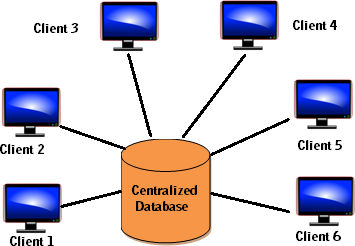 Client 3
Client 4
Client 2
Client 5
Centralized
Database
Client 1
Client 6